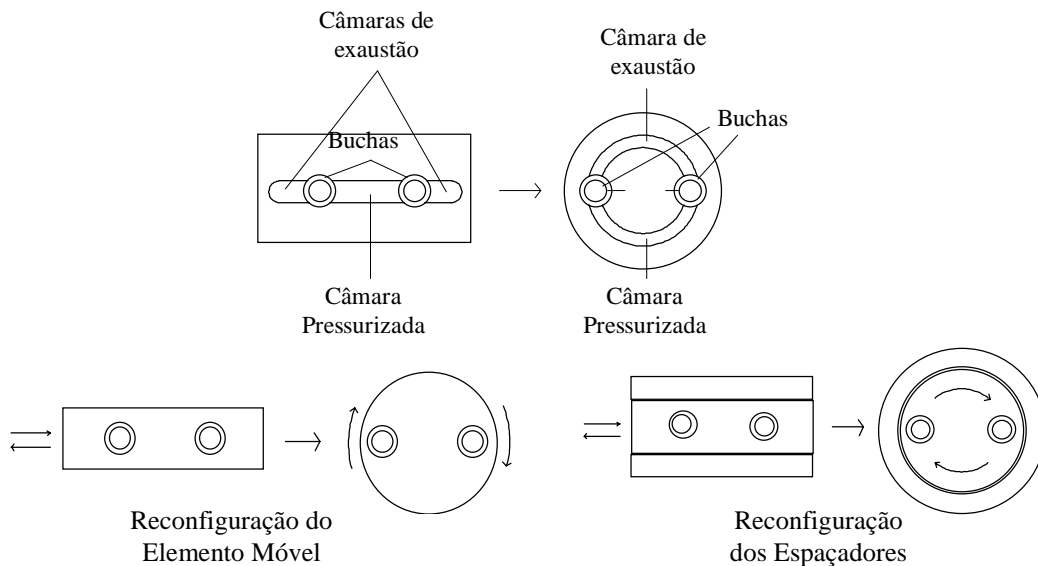 Câmaras de
exaustão
Câmara de
exaustão
Buchas
Buchas
Câmara
Pressurizada
Câmara
Pressurizada
Reconfiguração do
Elemento Móvel
Reconfiguração
dos Espaçadores